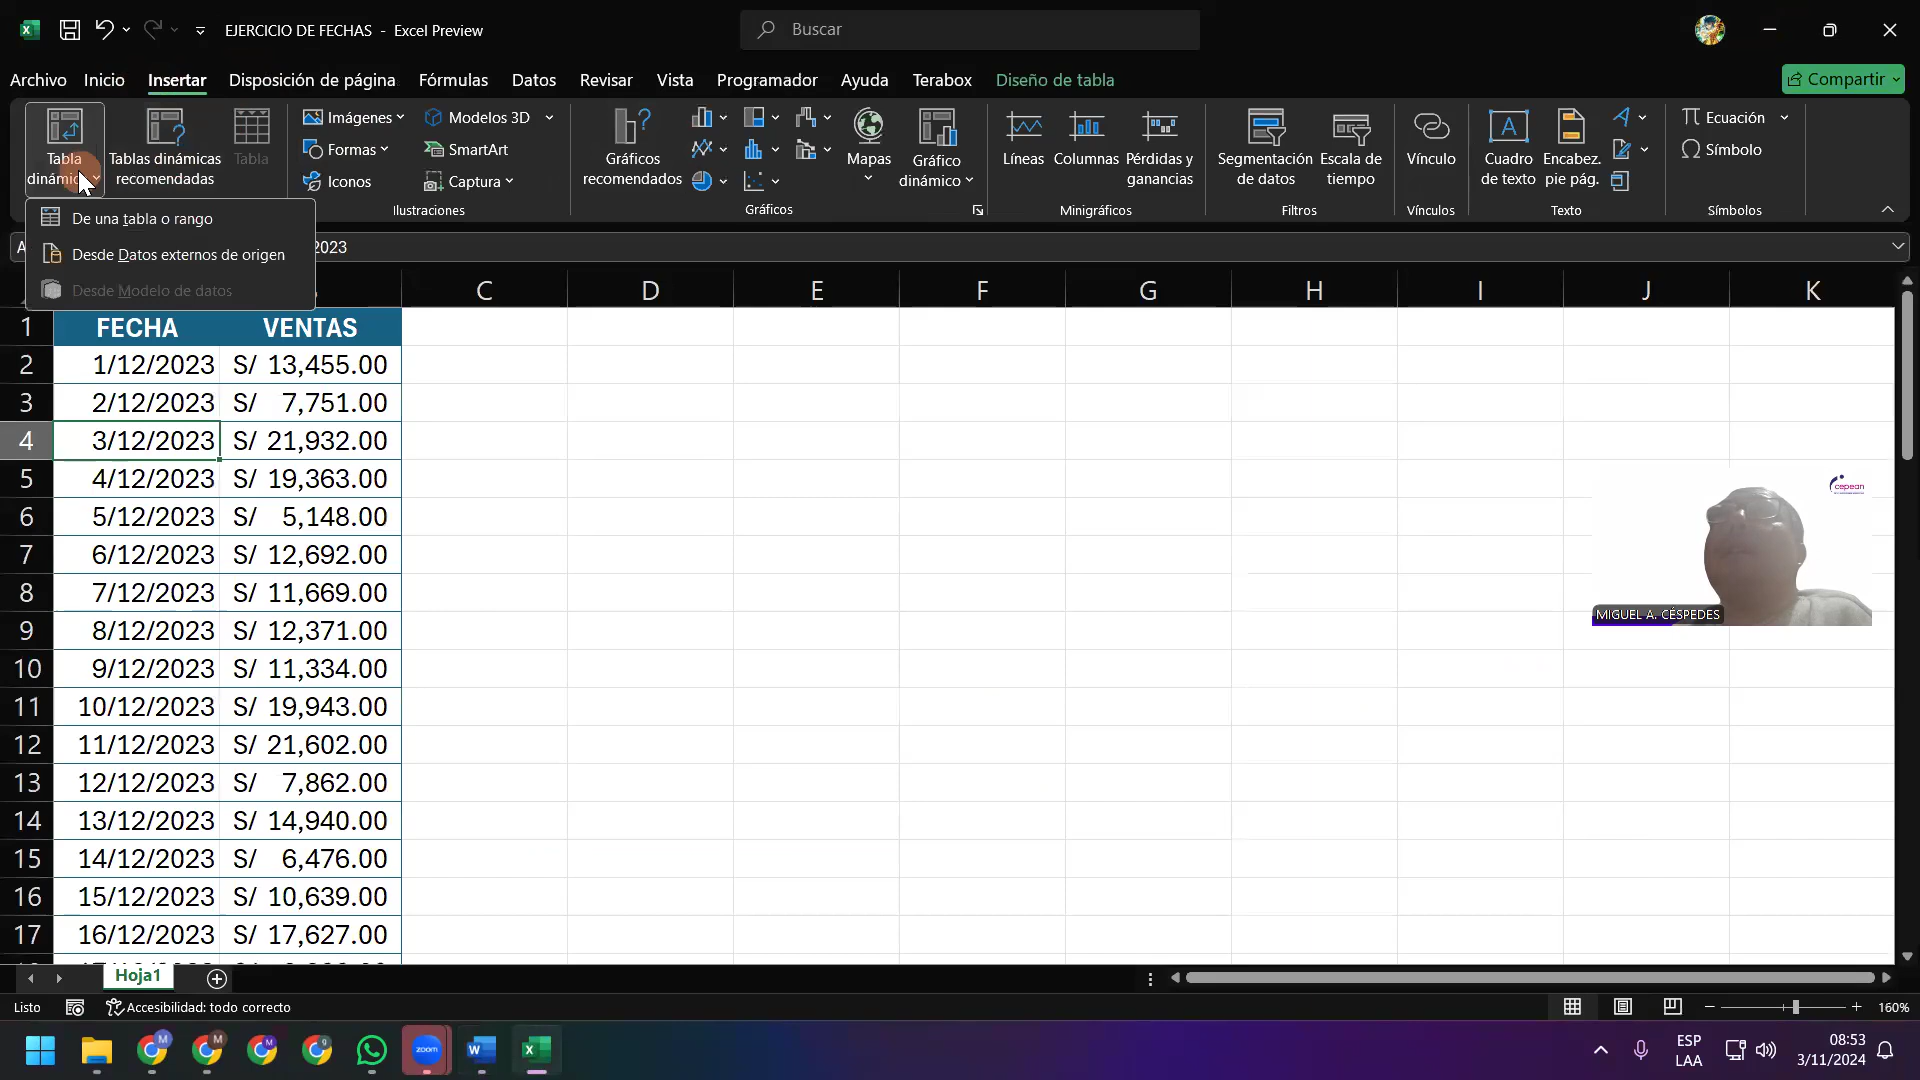 EJERCICIO DE FECHAS - Excel Preview
Buscar
Archivo Inicio Insertar Disposición de página Fórmulas Datos Revisar Vista Programador Ayuda Terabox Diseño de tabla Compartir
Tabla
Tablas dinámicas
recomendadas
Tabla
Imágenes
Formas
Iconos
Modelos 3D
SmartArt
Captura
Ilustraciones
Gráficos
recomendados
Mapas
Gráfico
dinámico
Gráficos
Líneas
Columnas
Pérdidas y
ganancias
Minigráficos
Segmentación
de datos
Escala de
tiempo
Filtros
Vínculo
Vínculos
Cuadro
de texto
Encabez.
pie pág.
Texto
Ecuación
Símbolo
Símbolos
De una tabla o rango
Desde Datos externos de origen
Desde Modelo de datos
2023
C D E F G H I J K
1 FECHA VENTAS
2 1/12/2023 S/ 13,455.00
3 2/12/2023 S/ 7,751.00
4 3/12/2023 S/ 21,932.00
5 4/12/2023 S/ 19,363.00
6 5/12/2023 S/ 5,148.00
7 6/12/2023 S/ 12,692.00
8 7/12/2023 S/ 11,669.00
9 8/12/2023 S/ 12,371.00
10 9/12/2023 S/ 11,334.00
11 10/12/2023 S/ 19,943.00
12 11/12/2023 S/ 21,602.00
13 12/12/2023 S/ 7,862.00
14 13/12/2023 S/ 14,940.00
15 14/12/2023 S/ 6,476.00
16 15/12/2023 S/ 10,639.00
17 16/12/2023 S/ 17,627.00
cepean
MIGUEL A. CÉSPEDES
Hoja1
Listo
Accesibilidad: todo correcto
160%
zoom
ESP
LAA
08:53
3/11/2024